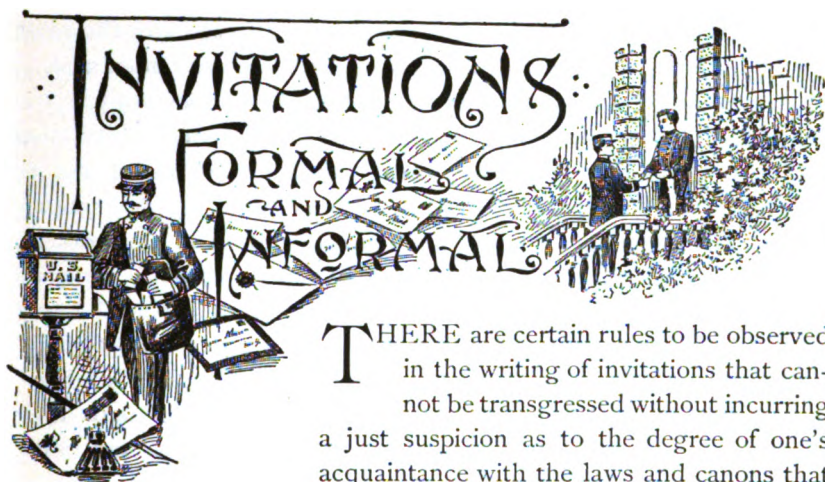 INVITATIONS
FORMAL
AND
INFORMAL
U.S.
MAIL
THERE are certain rules to be observed
in the writing of invitations that can-
not be transgressed without incurring
a just suspicion as to the degree of one's
acquaintance with the laws and canons that